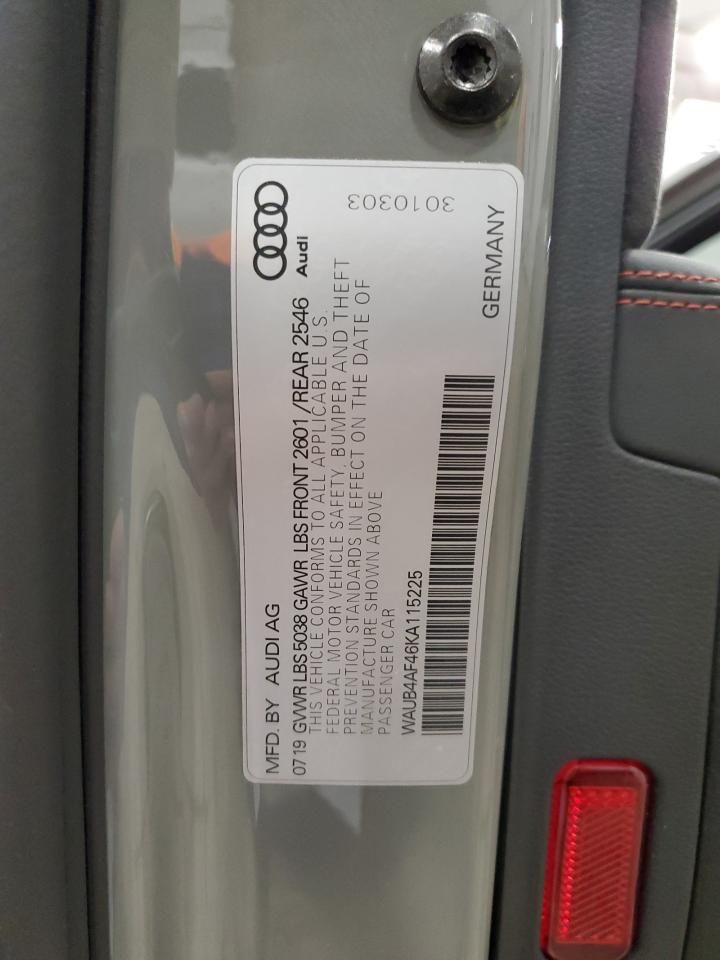 MFD. BY AUDI AG
Audi
07 19 GVWR LBS 5038 GAWR LBS FRONT 2601 /REAR 2546
THIS VEHICLE CONFORMS TO ALL APPLICABLE U.S.
FEDERAL MOTOR VEHICLE SAFETY, BUMPER AND THEFT
PREVENTION STANDARDS IN EFFECT ON THE DATE OF
MANUFACTURE SHOWN ABOVE
PASSENGER CAR
3010303
WAUB4AF46KA115225
GERMANY